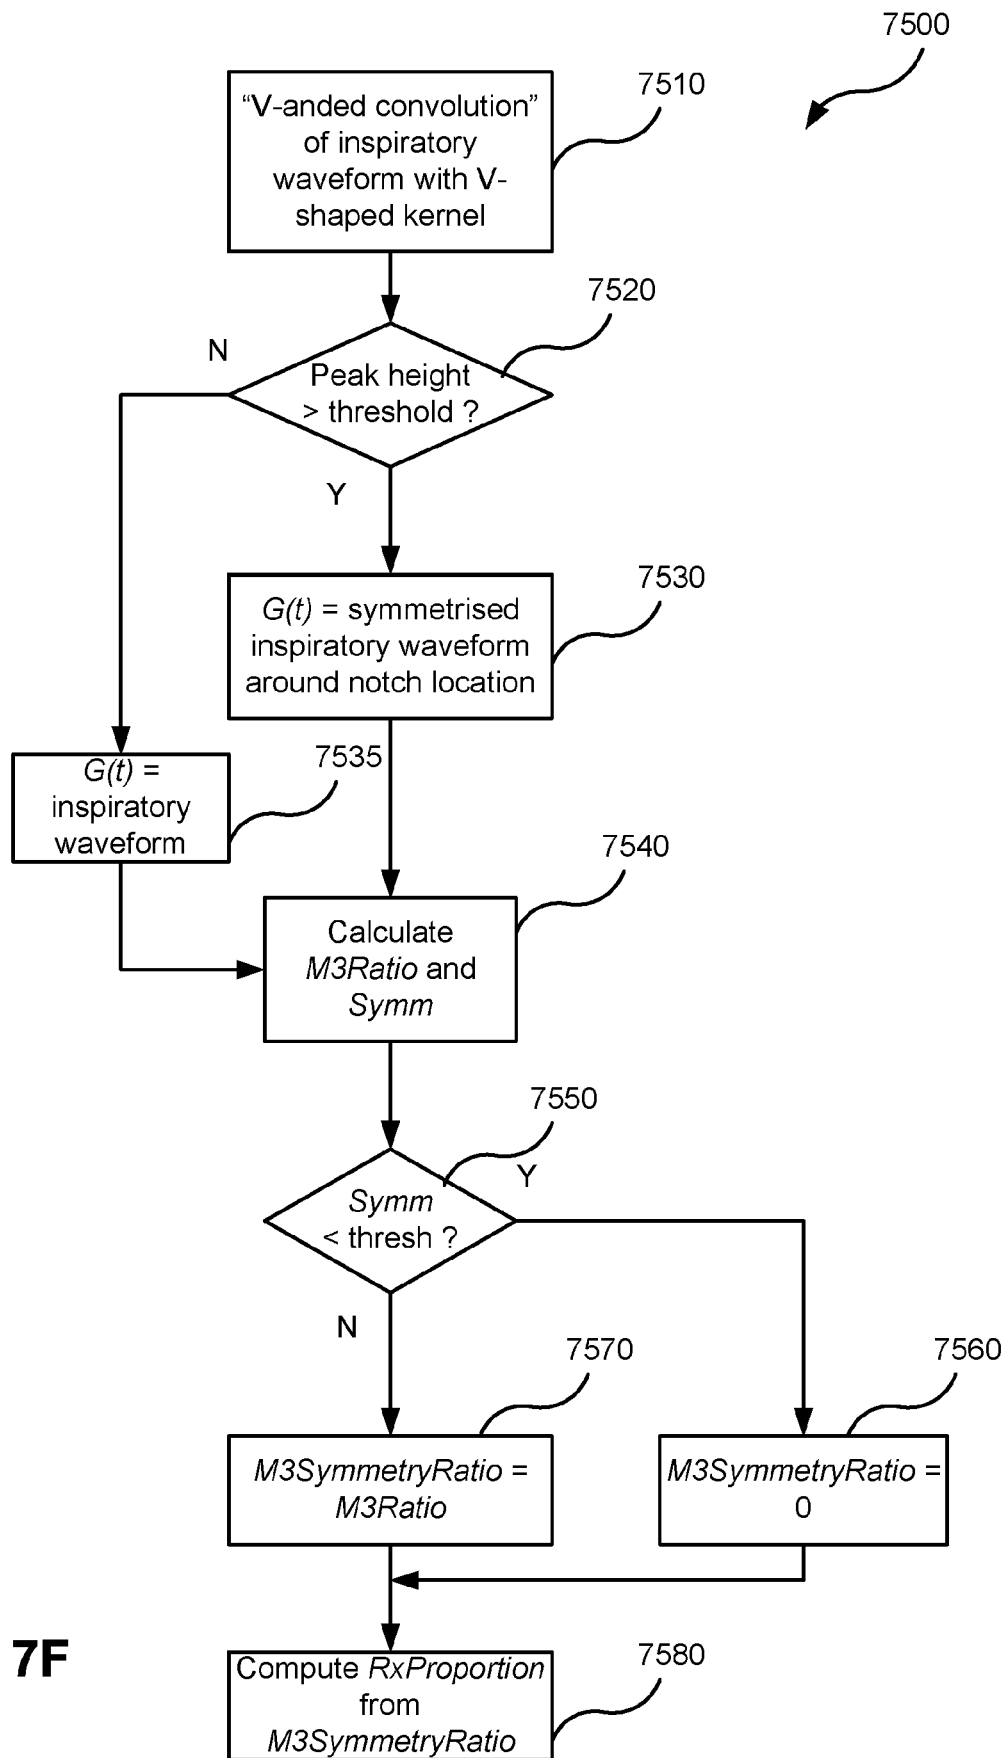 7500
7510
“V-anded convolution”
of inspiratory
waveform with V-
shaped kernel
7520
N
Peak height
> threshold ?
Y
7530
G(t) = symmetrised
inspiratory waveform
around notch location
7535
G(t) =
inspiratory
waveform
7540
Calculate
M3Ratio and
Symm
7550
Y
Symm
< thresh ?
N
7570
7560
M3SymmetryRatio =
M3Ratio
M3SymmetryRatio =
0
7F
7580
Compute RxProportion
from
M3SymmetryRatio